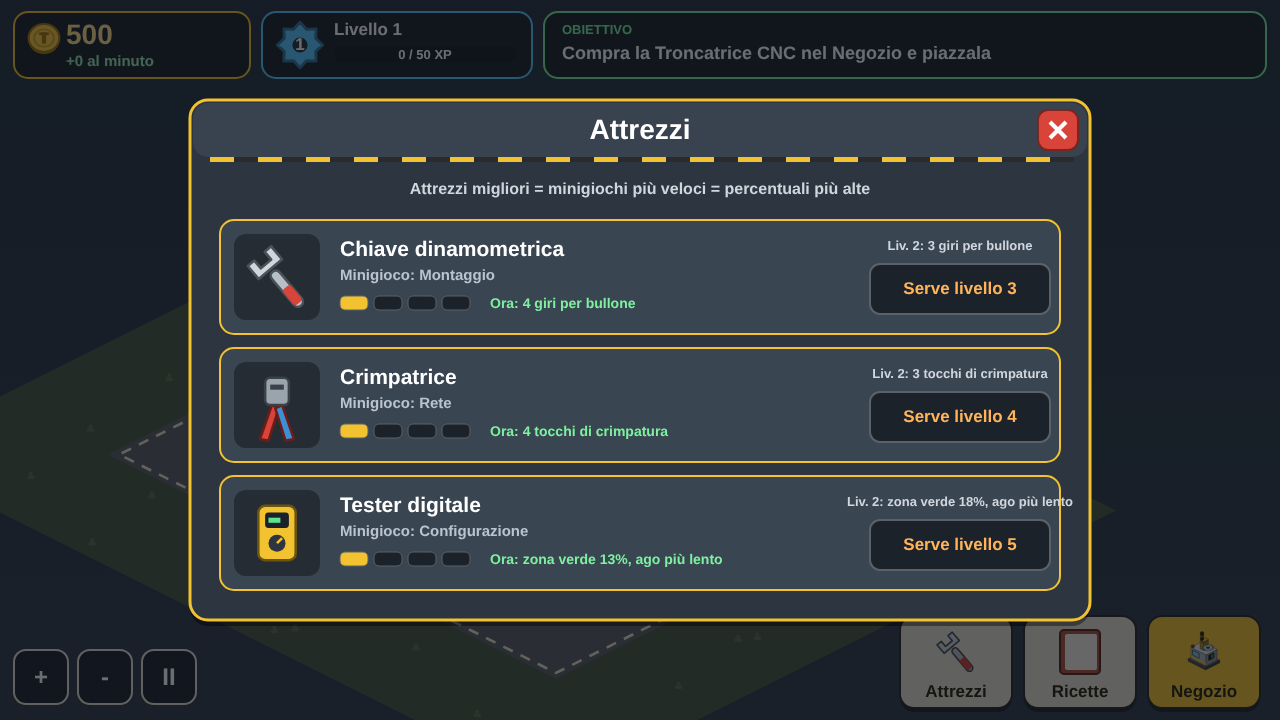 500
+0 al minuto
1
Livello 1
0 / 50 XP
OBIETTIVO
Compra la Troncatrice CNC nel Negozio e piazzala
Attrezzi
Attrezzi migliori = minigiochi più veloci = percentuali più alte
Chiave dinamometrica
Minigioco: Montaggio
Ora: 4 giri per bullone
Liv. 2: 3 giri per bullone
Serve livello 3
Crimpatrice
Minigioco: Rete
Ora: 4 tocchi di crimpatura
Liv. 2: 3 tocchi di crimpatura
Serve livello 4
Tester digitale
Minigioco: Configurazione
Ora: zona verde 13%, ago più lento
Liv. 2: zona verde 18%, ago più lento
Serve livello 5
+
-
II
Attrezzi
Ricette
Negozio